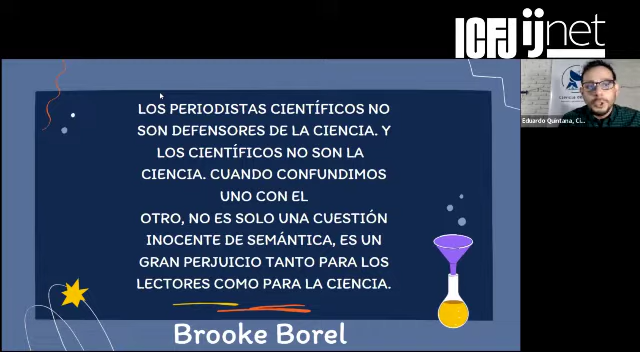 ICFJ ijnet
LOS PERIODISTAS CIENTÍFICOS NO
SON DEFENSORES DE LA CIENCIA. Y
LOS CIENTÍFICOS NO SON LA
CIENCIA. CUANDO CONFUNDIMOS
UNO CON EL
OTRO, NO ES SOLO UNA CUESTIÓN
INOCENTE DE SEMÁNTICA, ES UN
GRAN PERJUICIO TANTO PARA LOS
LECTORES COMO PARA LA CIENCIA.
Brooke Borel
Eduardo Quintana, Ci...